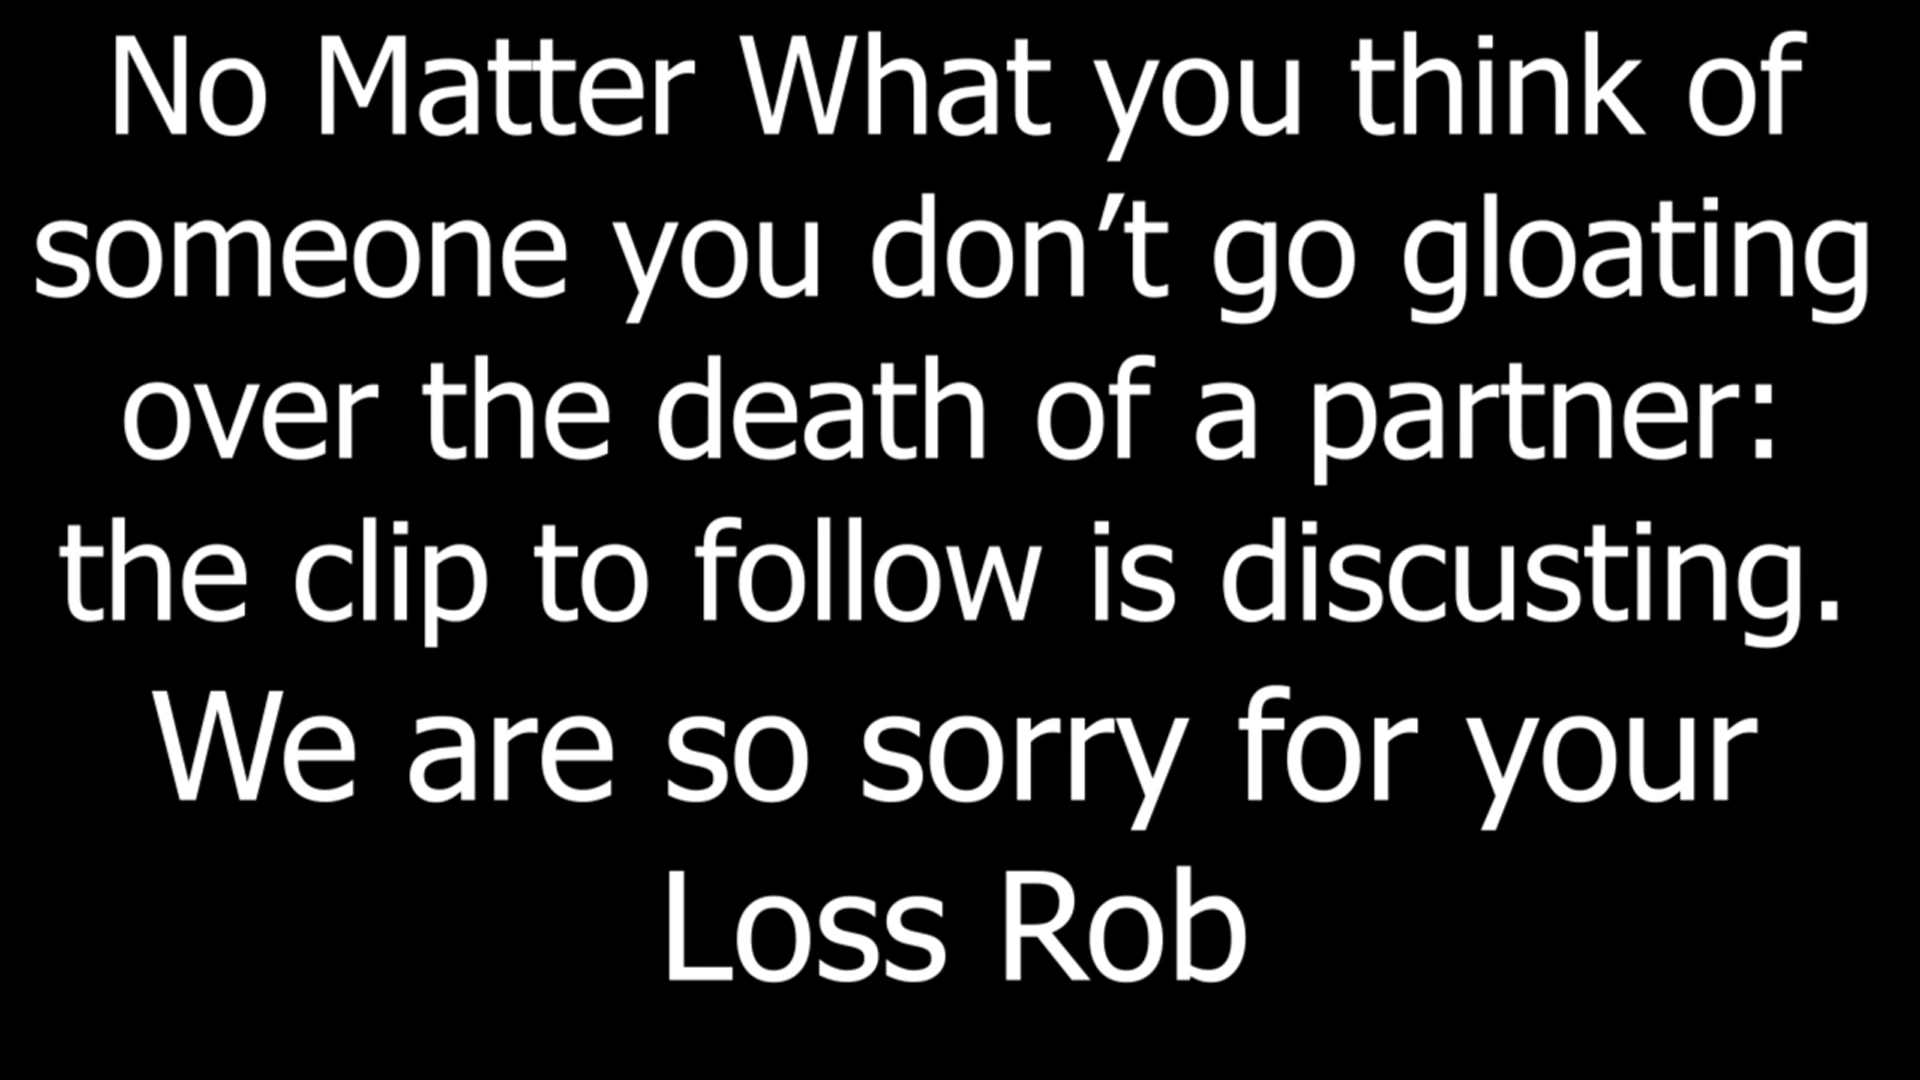 No Matter What you think of
someone you don’t go gloating
over the death of a partner:
the clip to follow is discusting.
We are so sorry for your
Loss Rob